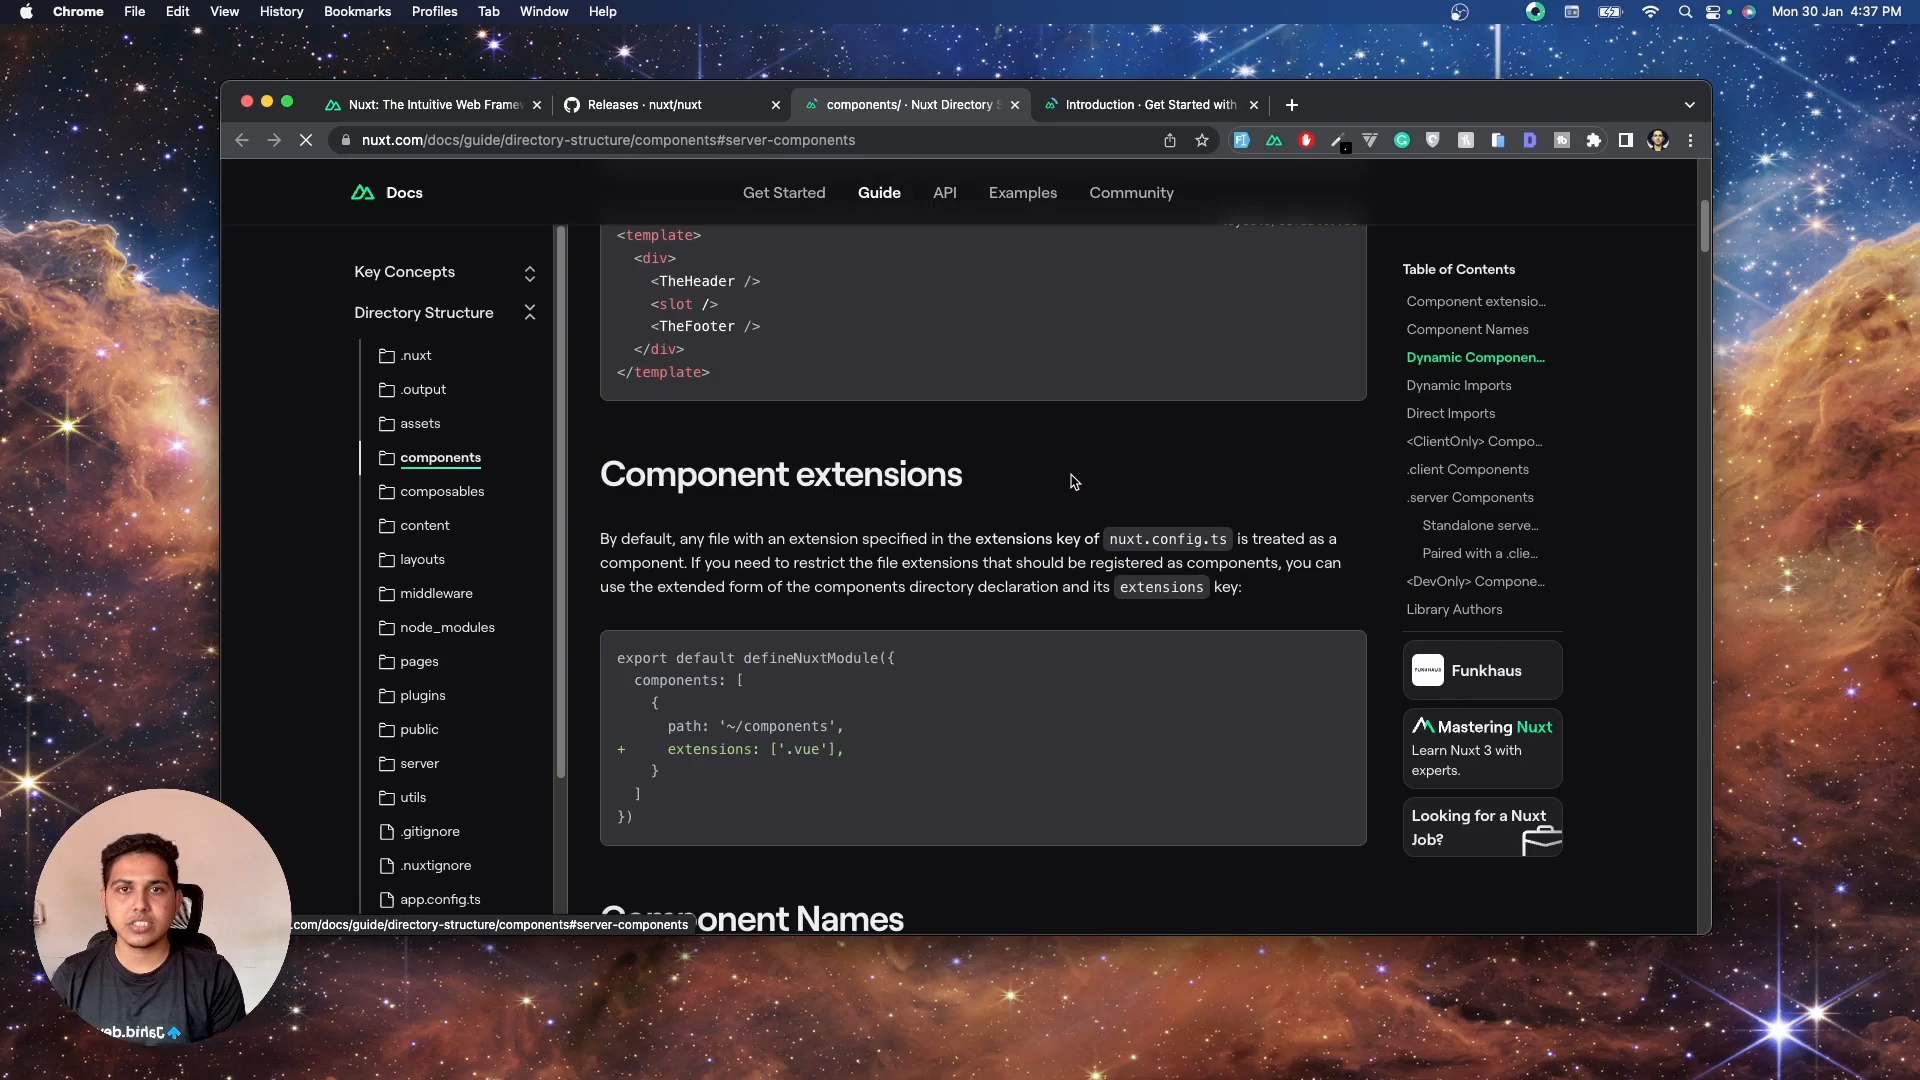 Chrome File Edit View History Bookmarks Profiles Tab Window Help
Mon 30 Jan 4:37 PM
Nuxt: The Intuitive Web Framew
Releases · nuxt/nuxt
components/ · Nuxt Directory S
Introduction · Get Started with
nuxt.com/docs/guide/directory-structure/components#server-components
Docs
Get Started Guide API Examples Community
Key Concepts
Directory Structure
.nuxt
.output
assets
components
composables
content
layouts
middleware
node_modules
pages
plugins
public
server
utils
.gitignore
.nuxtignore
app.config.ts
.com/docs/guide/directory-structure/components#server-components
<template>
<div>
<TheHeader />
<slot />
<TheFooter />
</div>
</template>
Component extensions
By default, any file with an extension specified in the extensions key of nuxt.config.ts is treated as a
component. If you need to restrict the file extensions that should be registered as components, you can
use the extended form of the components directory declaration and its extensions key:
export default defineNuxtModule({
components: [
{
path: '~/components',
+ extensions: ['.vue'],
}
]
})
Component Names
Table of Contents
Component extensio...
Component Names
Dynamic Componen...
Dynamic Imports
Direct Imports
<ClientOnly> Compo...
.client Components
.server Components
Standalone serve...
Paired with a .clie...
<DevOnly> Compone...
Library Authors
FUNKHAUS
Funkhaus
Mastering Nuxt
Learn Nuxt 3 with
experts.
Looking for a Nuxt
Job?